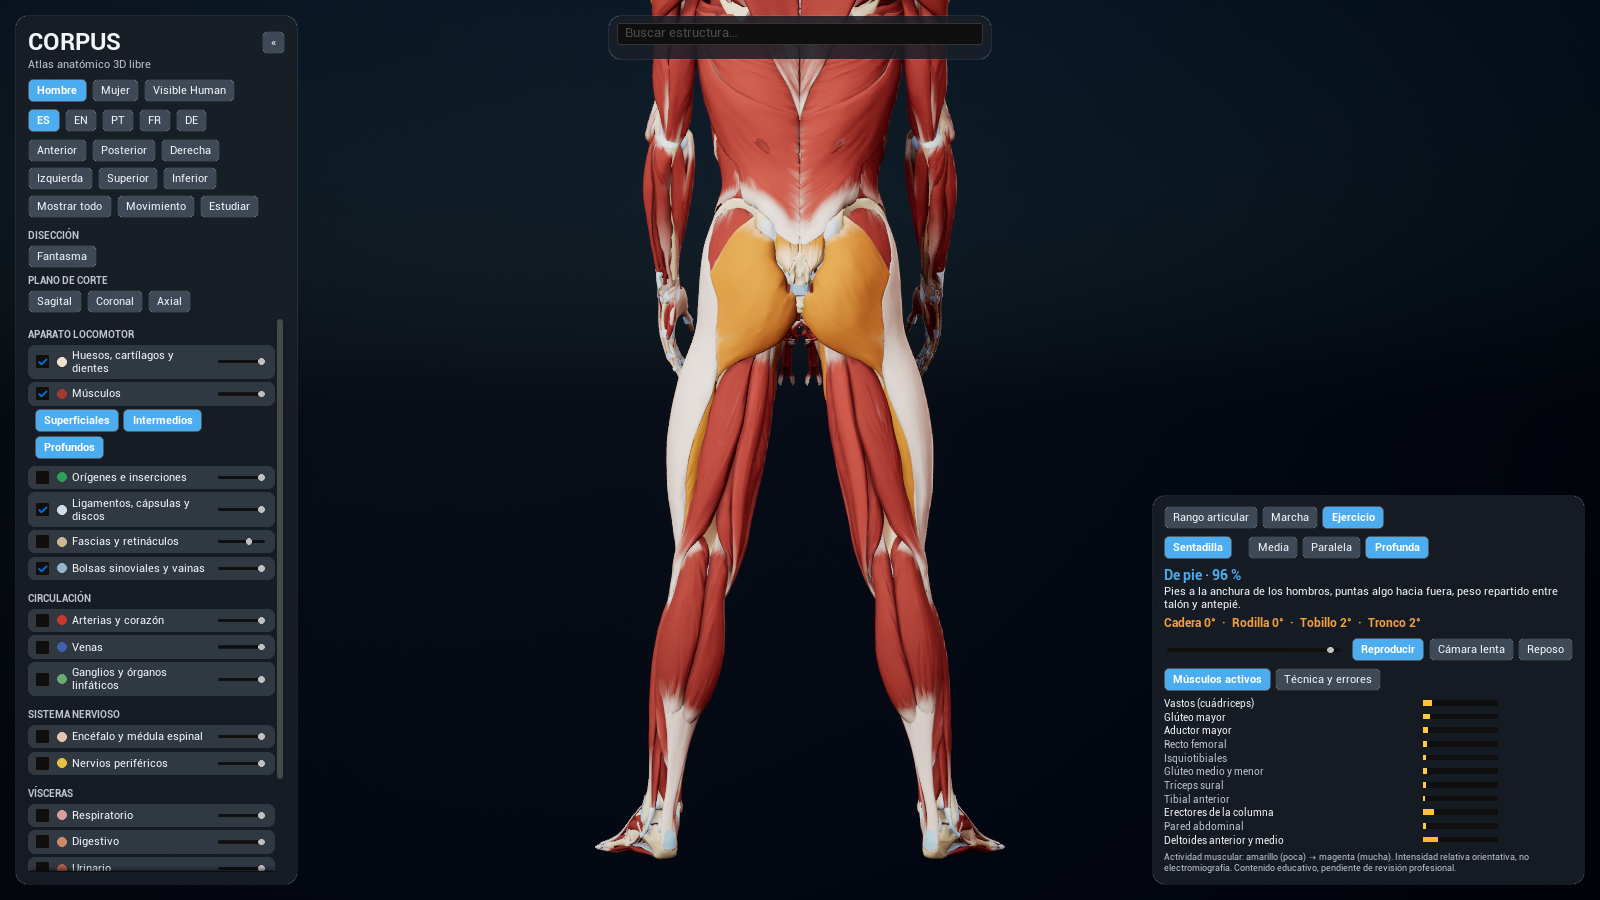 CORPUS
«
Atlas anatómico 3D libre
Hombre Mujer Visible Human
ES EN PT FR DE
Anterior Posterior Derecha
Izquierda Superior Inferior
Mostrar todo Movimiento Estudiar
DISECCIÓN
Fantasma
PLANO DE CORTE
Sagital Coronal Axial
APARATO LOCOMOTOR
Huesos, cartílagos y
dientes
Músculos
Superficiales Intermedios
Profundos
Orígenes e inserciones
Ligamentos, cápsulas y
discos
Fascias y retináculos
Bolsas sinoviales y vainas
CIRCULACIÓN
Arterias y corazón
Venas
Ganglios y órganos
linfáticos
SISTEMA NERVIOSO
Encéfalo y médula espinal
Nervios periféricos
VÍSCERAS
Respiratorio
Digestivo
Urinario
Buscar estructura...
Rango articular Marcha Ejercicio
Sentadilla Media Paralela Profunda
De pie · 96 %
Pies a la anchura de los hombros, puntas algo hacia fuera, peso repartido entre
talón y antepié.
Cadera 0° · Rodilla 0° · Tobillo 2° · Tronco 2°
Reproducir Cámara lenta Reposo
Músculos activos Técnica y errores
Vastos (cuádriceps)
Glúteo mayor
Aductor mayor
Recto femoral
Isquiotibiales
Glúteo medio y menor
Tríceps sural
Tibial anterior
Erectores de la columna
Pared abdominal
Deltoides anterior y medio
Actividad muscular: amarillo (poca) → magenta (mucha). Intensidad relativa orientativa, no
electromiografía. Contenido educativo, pendiente de revisión profesional.